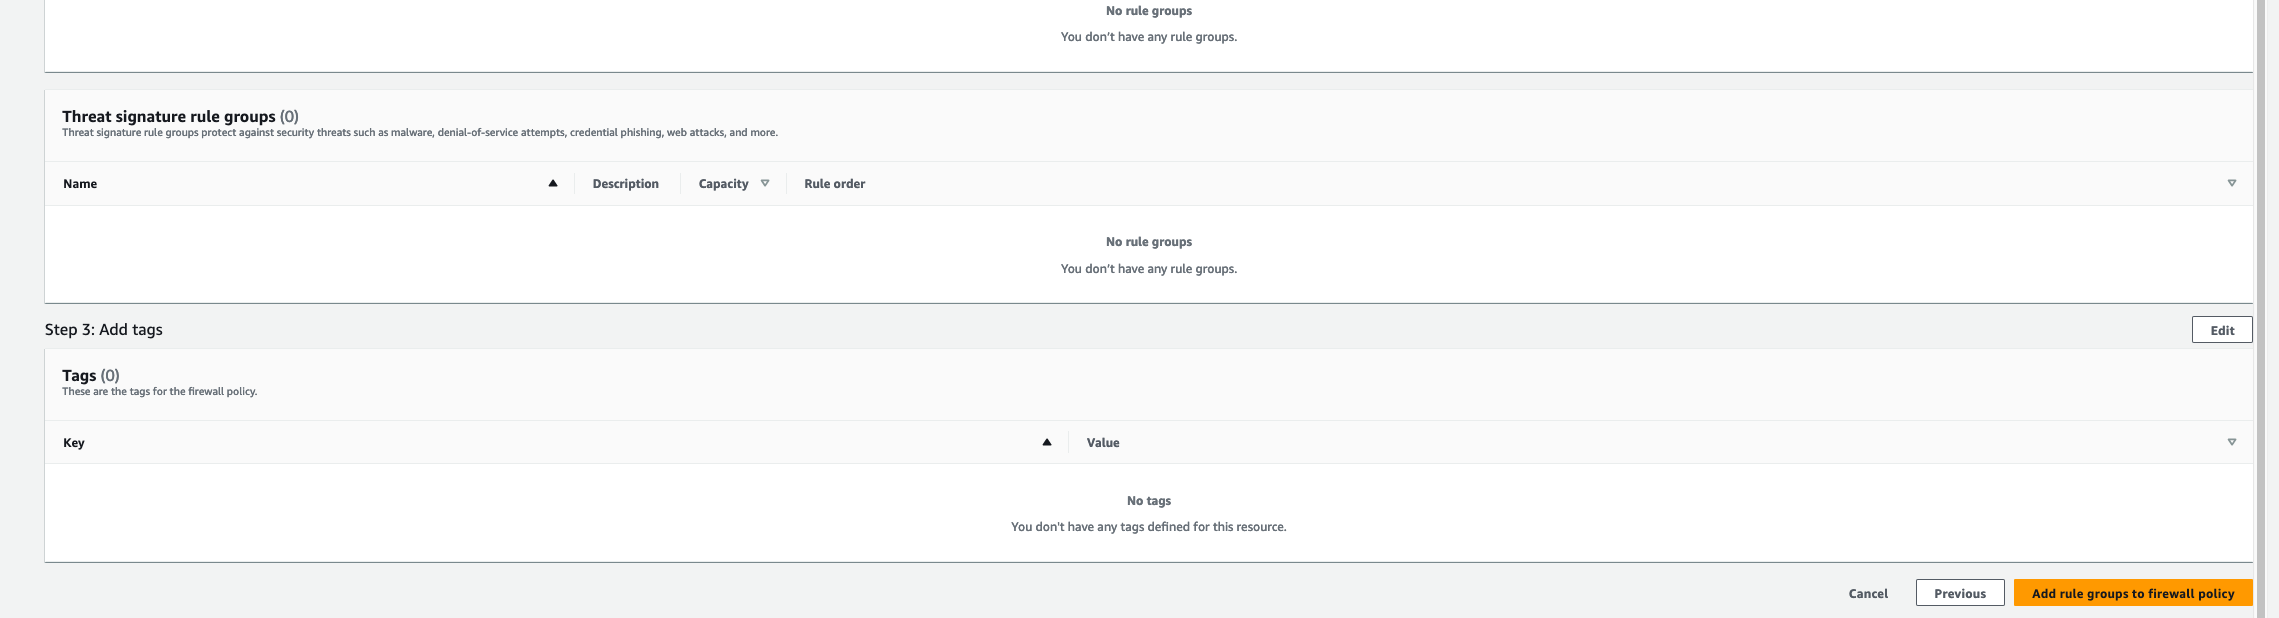 No rule groups
You don't have any rule groups.
Threat signature rule groups (0)
Threat signature rule groups protect against security threats such as malware, denial-of-service attempts, credential phishing, web attacks, and more.
Name Description Capacity Rule order
No rule groups
You don't have any rule groups.
Step 3: Add tags Edit
Tags (0)
These are the tags for the firewall policy.
Key Value
No tags
You don't have any tags defined for this resource.
Cancel Previous Add rule groups to firewall policy